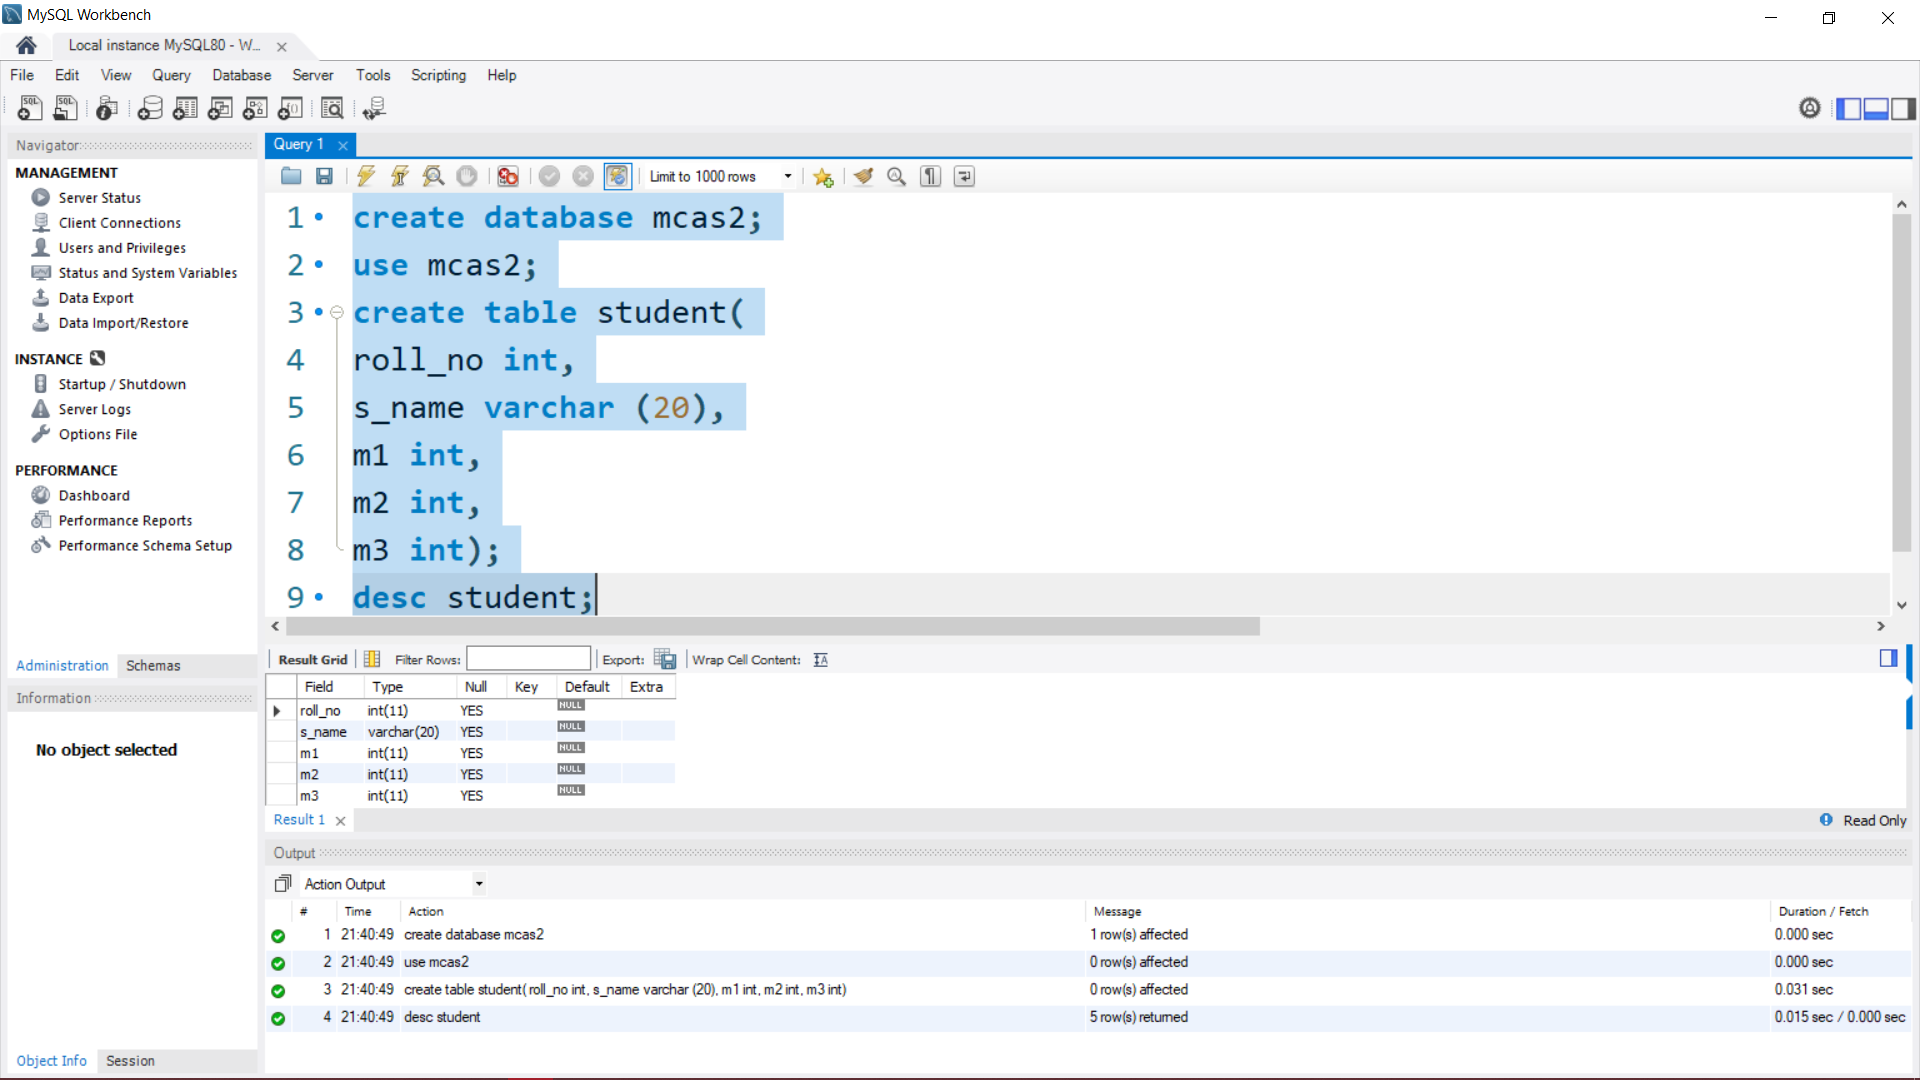 MySQL Workbench
Local instance MySQL80 - W...
File Edit View Query Database Server Tools Scripting Help
Navigator
MANAGEMENT
Server Status
Client Connections
Users and Privileges
Status and System Variables
Data Export
Data Import/Restore
INSTANCE
Startup / Shutdown
Server Logs
Options File
PERFORMANCE
Dashboard
Performance Reports
Performance Schema Setup
Administration Schemas
Information
No object selected
Object Info Session
Query 1
Limit to 1000 rows
1 create database mcas2;
2 use mcas2;
3 create table student(
4 roll_no int,
5 s_name varchar (20),
6 m1 int,
7 m2 int,
8 m3 int);
9 desc student;
Result Grid Filter Rows: Export: Wrap Cell Content:
Field Type Null Key Default Extra
roll_no int(11) YES NULL
s_name varchar(20) YES NULL
m1 int(11) YES NULL
m2 int(11) YES NULL
m3 int(11) YES NULL
Result 1 Read Only
Output
Action Output
# Time Action Message Duration / Fetch
1 21:40:49 create database mcas2 1 row(s) affected 0.000 sec
2 21:40:49 use mcas2 0 row(s) affected 0.000 sec
3 21:40:49 create table student( roll_no int, s_name varchar (20), m1 int, m2 int, m3 int) 0 row(s) affected 0.031 sec
4 21:40:49 desc student 5 row(s) returned 0.015 sec / 0.000 sec